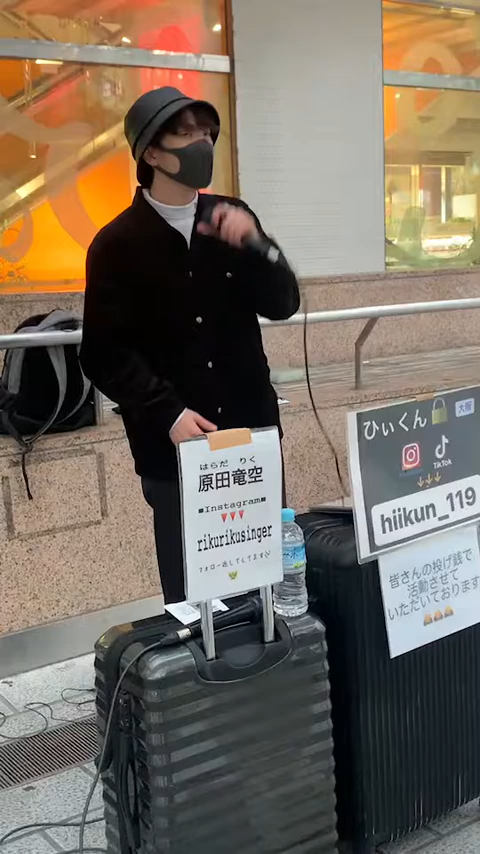 はらだ りく
原田竜空
■Instagram■
rikurikusinger
フォロー返してます♪
ひぃくん
大阪
TikTok
hiikun_119
皆さんの投げ銭で
活動させて
いただいております